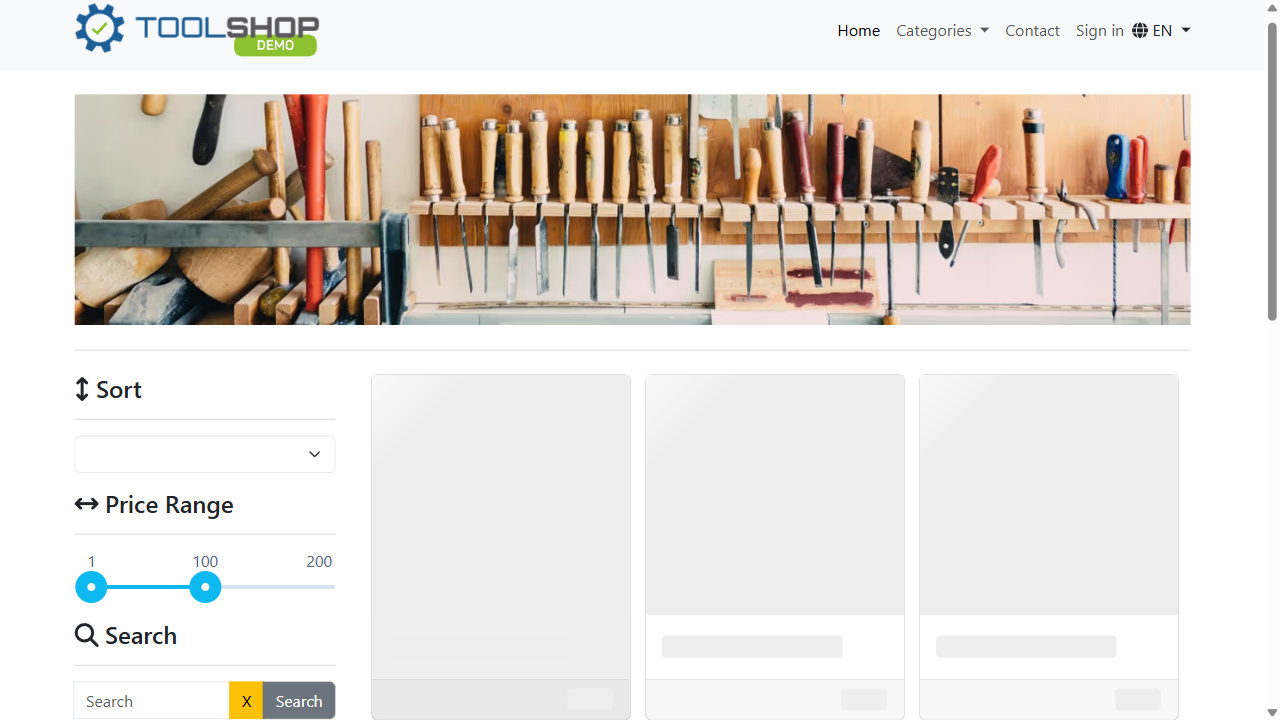 TOOLSHOP
DEMO
Home
Categories
Contact
Sign in
EN
Sort
Price Range
1
100
200
Search
Search
X
Search